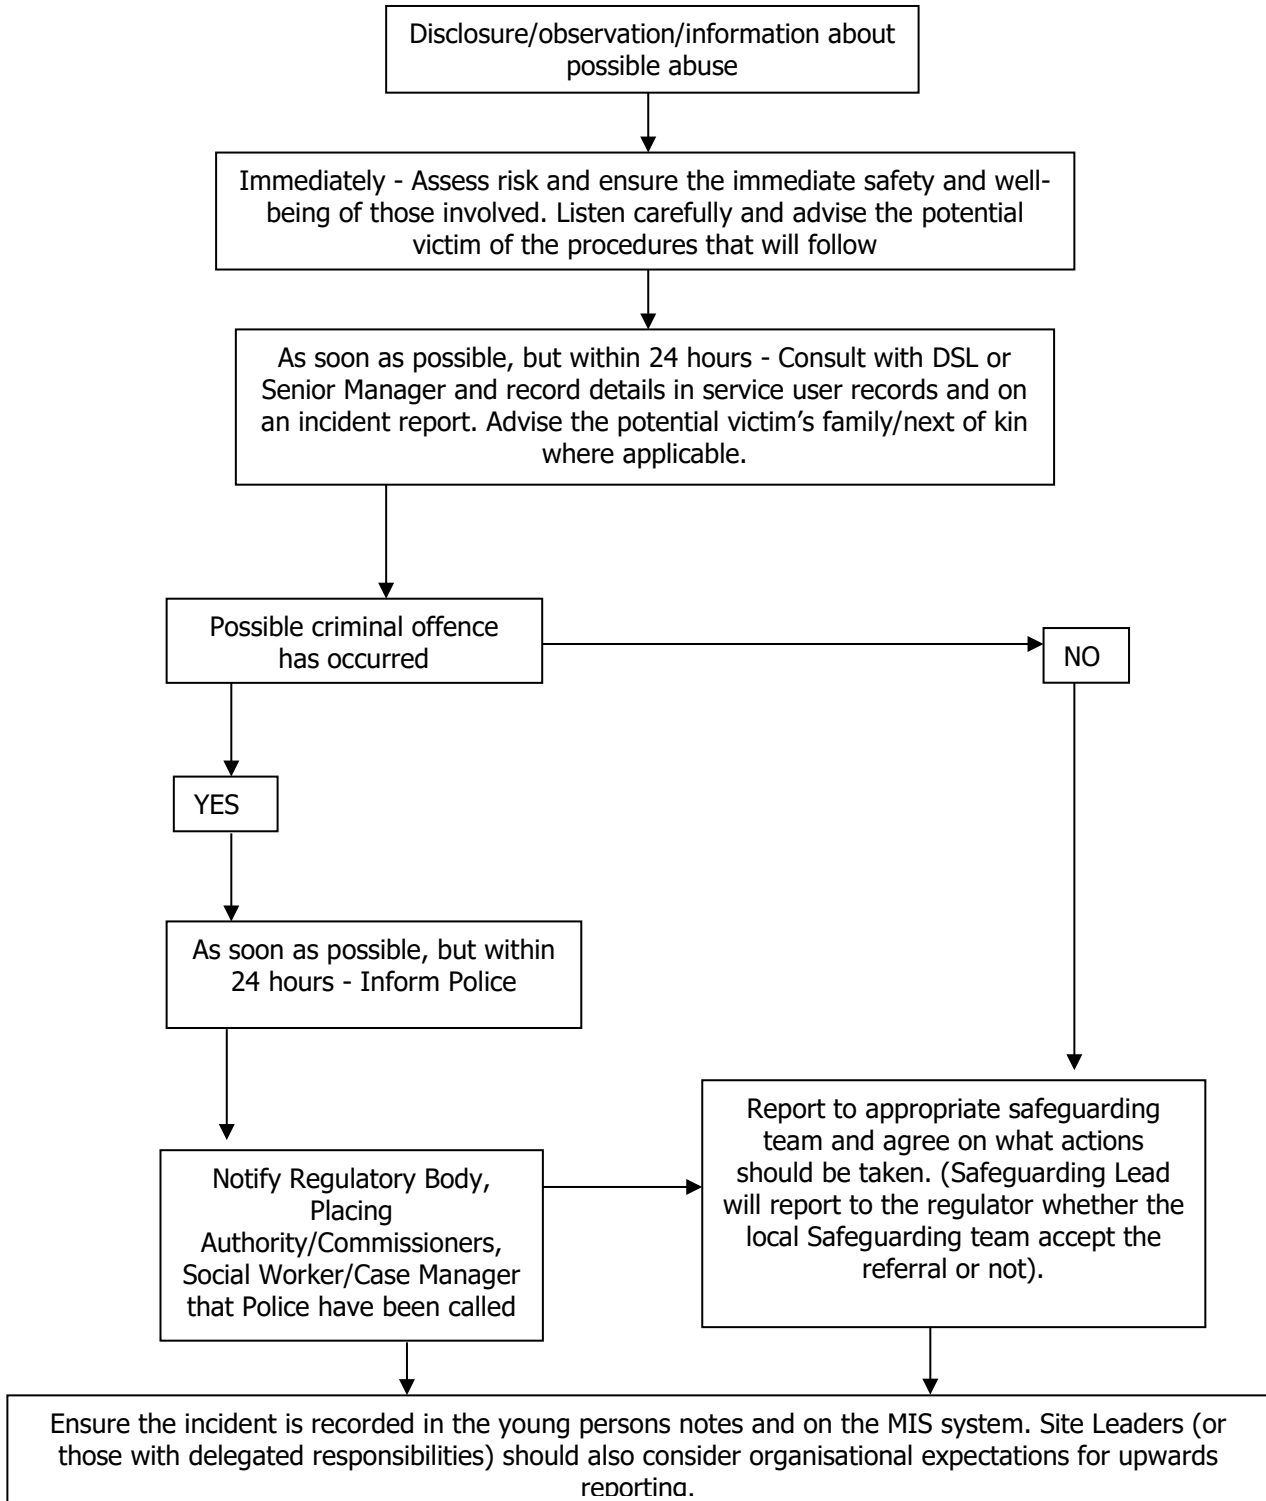 Disclosure/observation/information about
possible abuse
Immediately - Assess risk and ensure the immediate safety and well-
being of those involved. Listen carefully and advise the potential
victim of the procedures that will follow
As soon as possible, but within 24 hours - Consult with DSL or
Senior Manager and record details in service user records and on
an incident report. Advise the potential victim’s family/next of kin
where applicable.
Possible criminal offence
has occurred
NO
YES
As soon as possible, but within
24 hours - Inform Police
Notify Regulatory Body,
Placing
Authority/Commissioners,
Social Worker/Case Manager
that Police have been called
Report to appropriate safeguarding
team and agree on what actions
should be taken. (Safeguarding Lead
will report to the regulator whether the
local Safeguarding team accept the
referral or not).
Ensure the incident is recorded in the young persons notes and on the MIS system. Site Leaders (or
those with delegated responsibilities) should also consider organisational expectations for upwards
reporting.